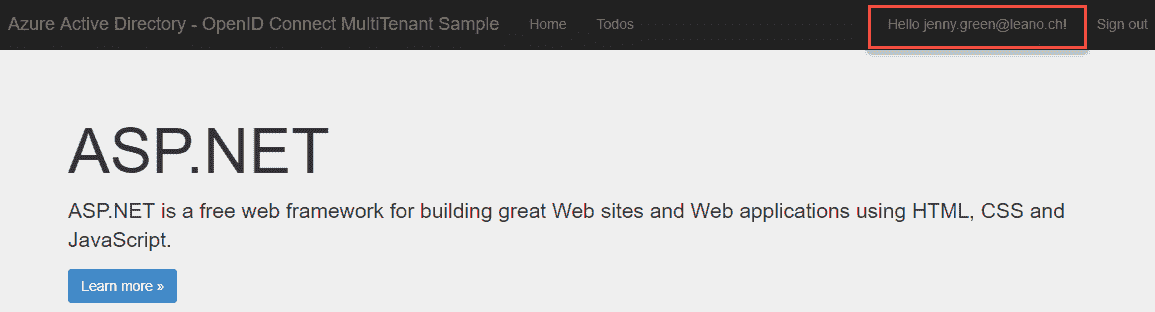 Azure Active Directory - OpenID Connect MultiTenant Sample Home Todos Hello jenny.green@leano.ch! Sign out
ASP.NET
ASP.NET is a free web framework for building great Web sites and Web applications using HTML, CSS and
JavaScript.
Learn more »